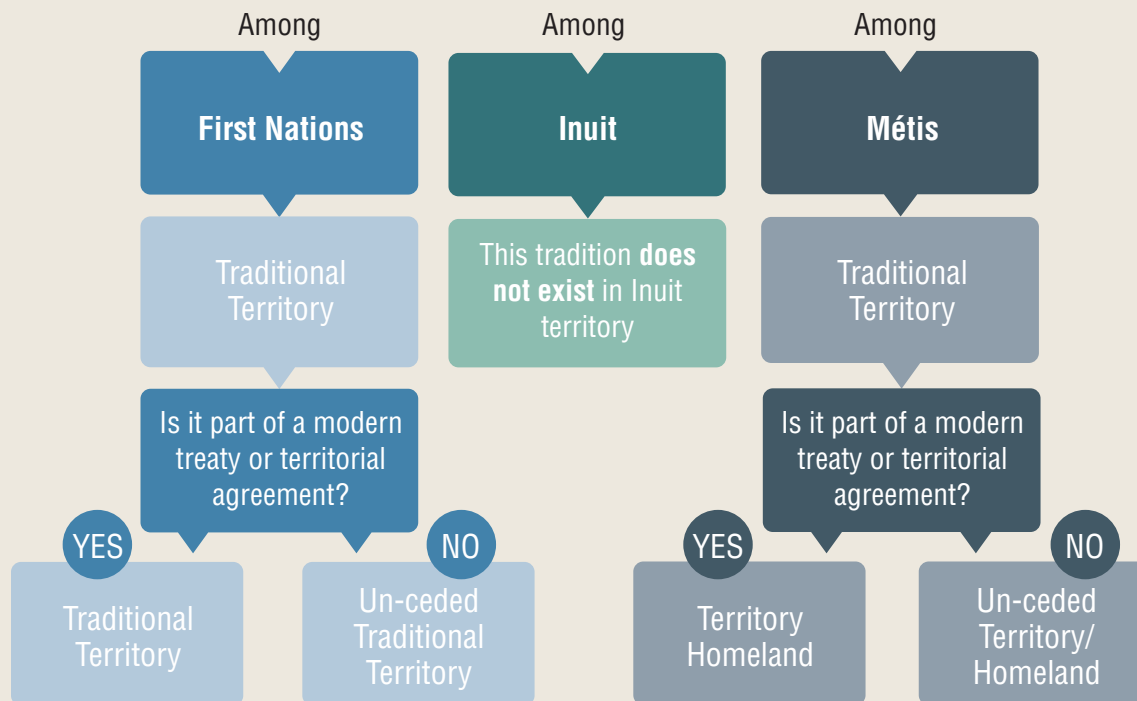 Among
First Nations
Traditional
Territory
Is it part of a modern
treaty or territorial
agreement?
YES
Traditional
Territory
NO
Un-ceded
Traditional
Territory
Among
Inuit
This tradition does
not exist in Inuit
territory
Among
Métis
Traditional
Territory
Is it part of a modern
treaty or territorial
agreement?
YES
Territory
Homeland
NO
Un-ceded
Territory/
Homeland